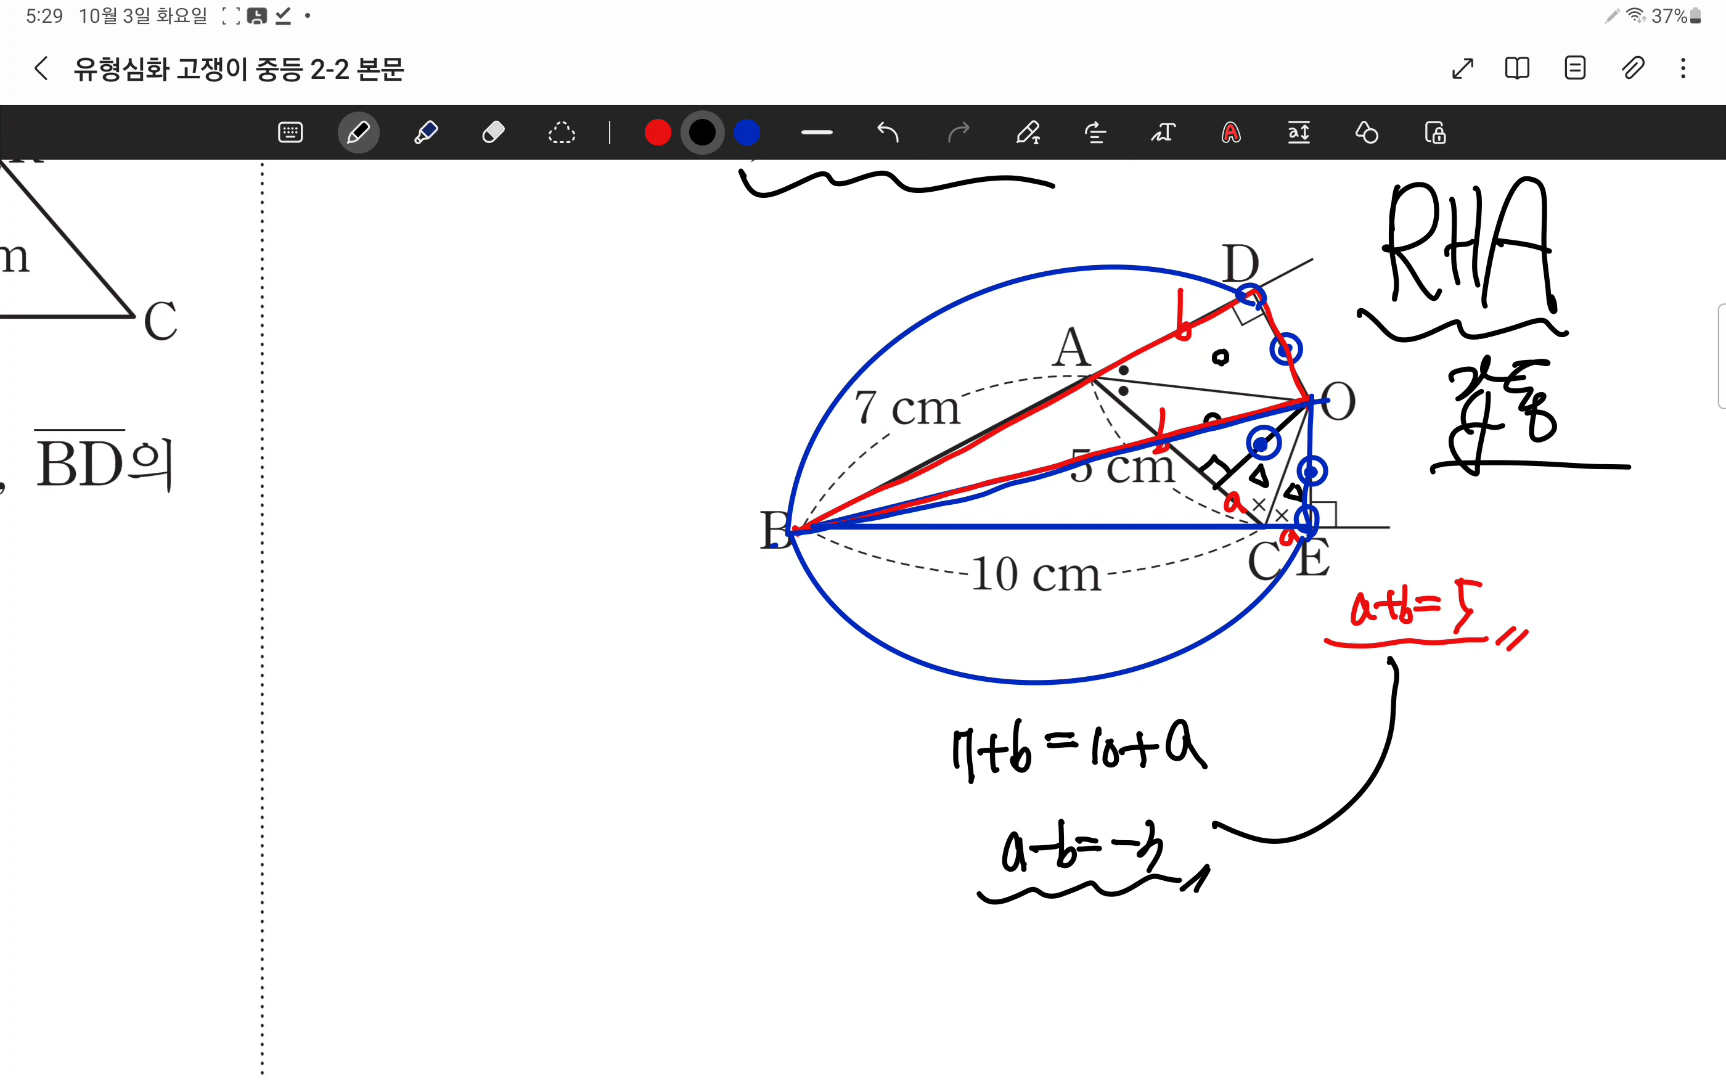 5:29 10월 3일 화요일
37%
유형심화 고쟁이 중등 2-2 본문
m
C
, BD의
RHA
합동
D
b
A
7 cm
O
b
5 cm
a
B
a
C E
10 cm
a+b=5
7+b=10+a
a-b=-3